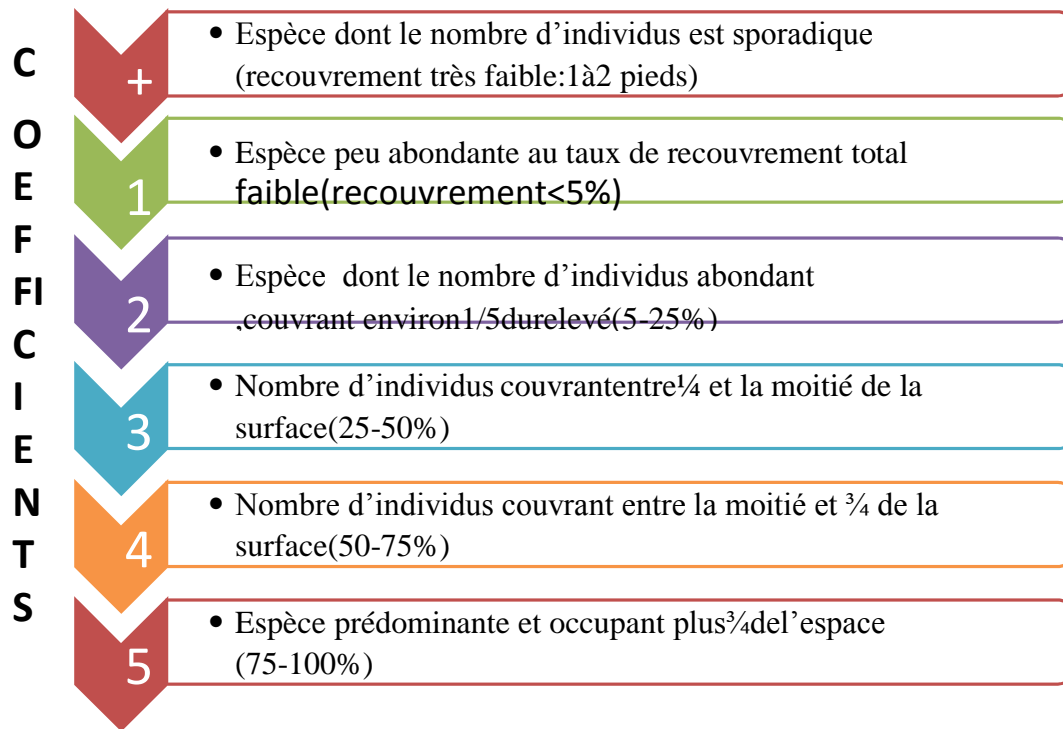 C
O
E
F
FI
C
I
E
N
T
S
+
• Espèce dont le nombre d’individus est sporadique
(recouvrement très faible:1à2 pieds)
1
• Espèce peu abondante au taux de recouvrement total
faible(recouvrement<5%)
2
• Espèce dont le nombre d’individus abondant
,couvrant environ1/5durelevé(5-25%)
3
• Nombre d’individus couvrantentre¼ et la moitié de la
surface(25-50%)
4
• Nombre d’individus couvrant entre la moitié et ¾ de la
surface(50-75%)
5
• Espèce prédominante et occupant plus¾del’espace
(75-100%)